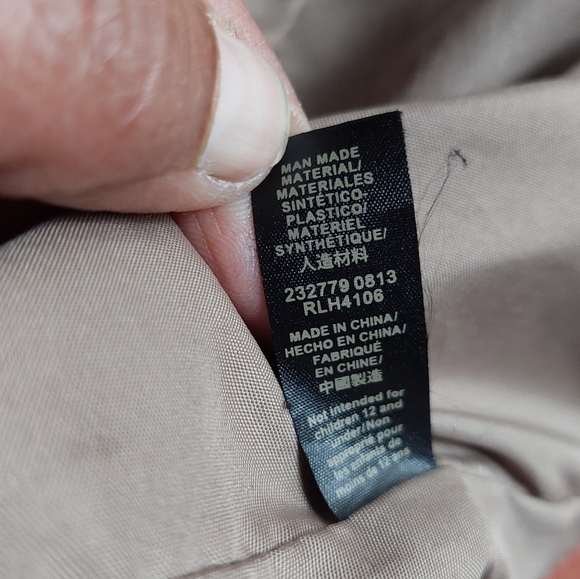 MAN MADE
MATERIAL/
MATERIALES
SINTÉTICO.
PLASTICO/
MATERIEL
SYNTHÉTIQUE/
人造材料
232779 0813
RLH4106
MADE IN CHINA/
HECHO EN CHINA/
FABRIQUÉ
EN CHINE/
中國製造
Not intended for
children 12 and
under/Non
approprié pour
les enfants de
moins de 12 ans